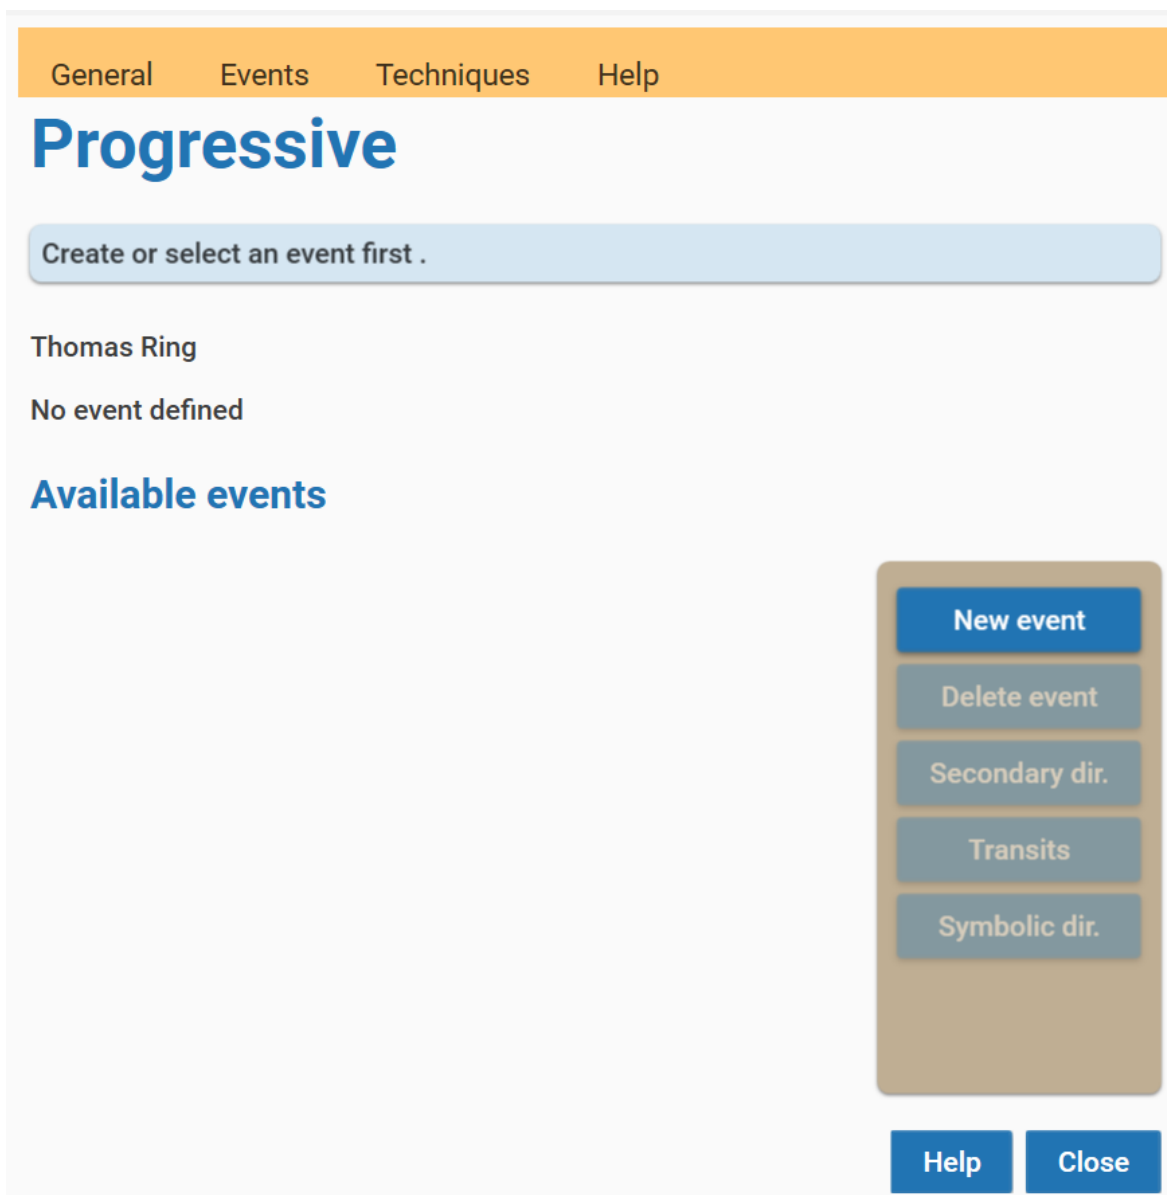 General Events Techniques Help
Progressive
Create or select an event first .
Thomas Ring
No event defined
Available events
New event
Delete event
Secondary dir.
Transits
Symbolic dir.
Help Close